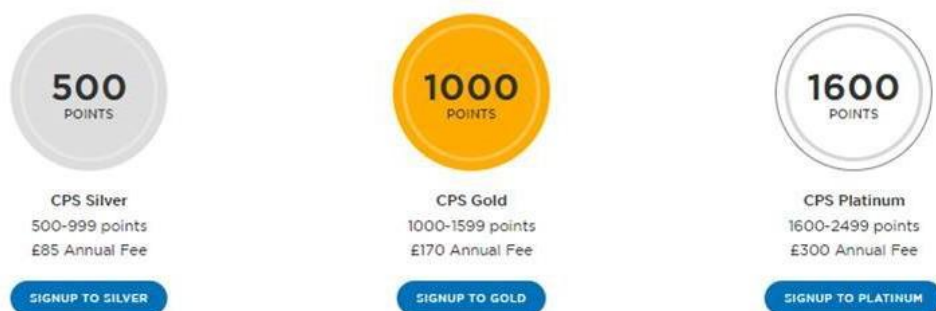 500
POINTS
CPS Silver
500-999 points
£85 Annual Fee
SIGNUP TO SILVER
1000
POINTS
CPS Gold
1000-1599 points
£170 Annual Fee
SIGNUP TO GOLD
1600
POINTS
CPS Platinum
1600-2499 points
£300 Annual Fee
SIGNUP TO PLATINUM